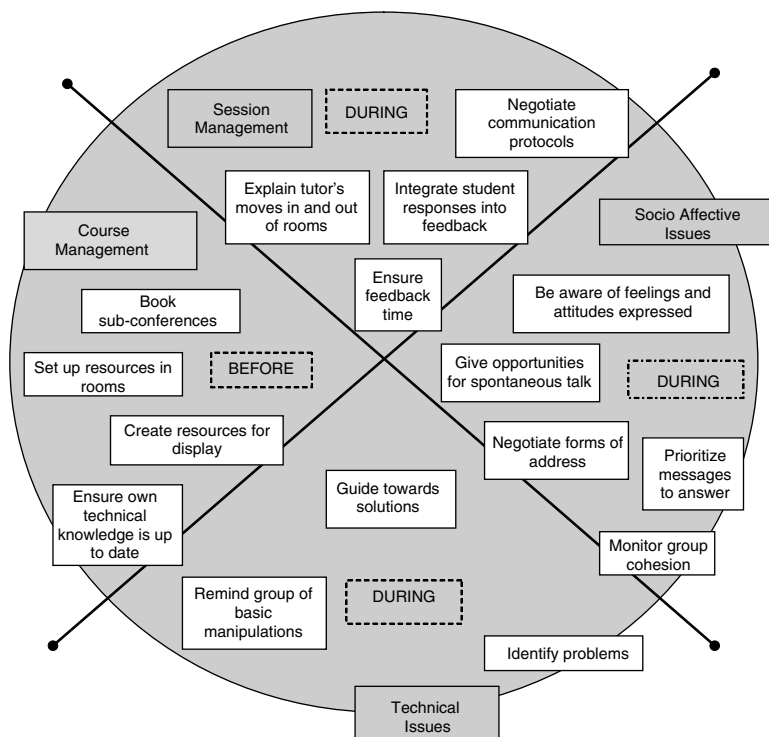 Session
Management
DURING
Negotiate
communication
protocols
Explain tutor's
moves in and out
of rooms
Integrate student
responses into
feedback
Course
Management
Socio Affective
Issues
Ensure
feedback
time
Book
sub-conferences
Be aware of feelings and
attitudes expressed
Set up resources in
rooms
BEFORE
Give opportunities
for spontaneous talk
DURING
Create resources for
display
Negotiate forms of
address
Prioritize
messages
to answer
Ensure own
technical
knowledge is up
to date
Guide towards
solutions
Monitor group
cohesion
Remind group of
basic
manipulations
DURING
Identify problems
Technical
Issues